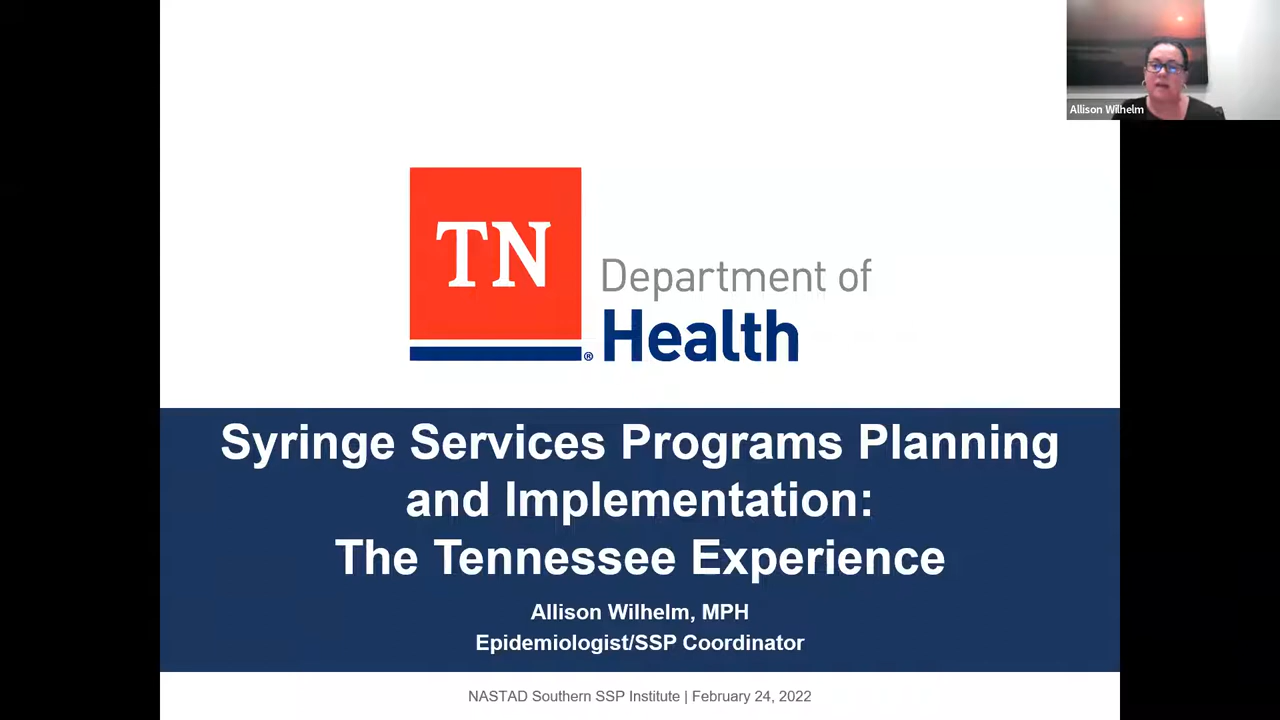 Allison Wilhelm
TN
Department of
® Health
Syringe Services Programs Planning
and Implementation:
The Tennessee Experience
Allison Wilhelm, MPH
Epidemiologist/SSP Coordinator
NASTAD Southern SSP Institute | February 24, 2022